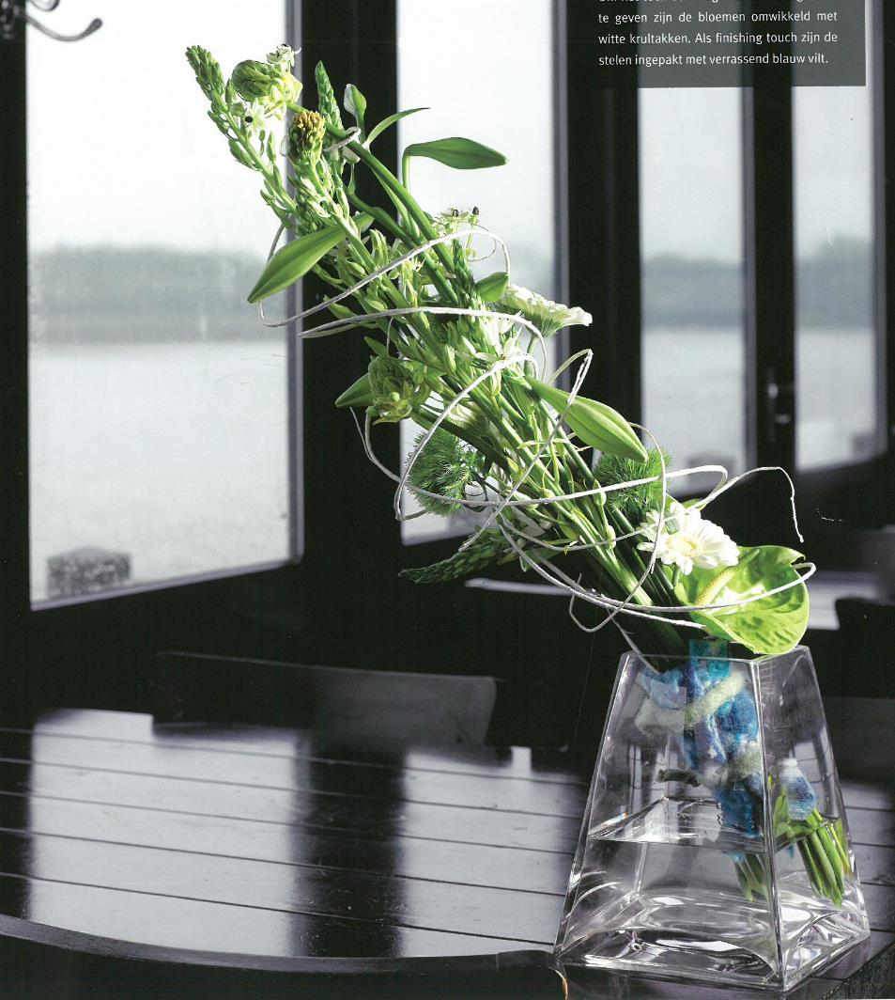 te geven zijn de bloemen omwikkeld met
witte krultakken. Als finishing touch zijn de
stelen ingepakt met verrassend blauw vilt.